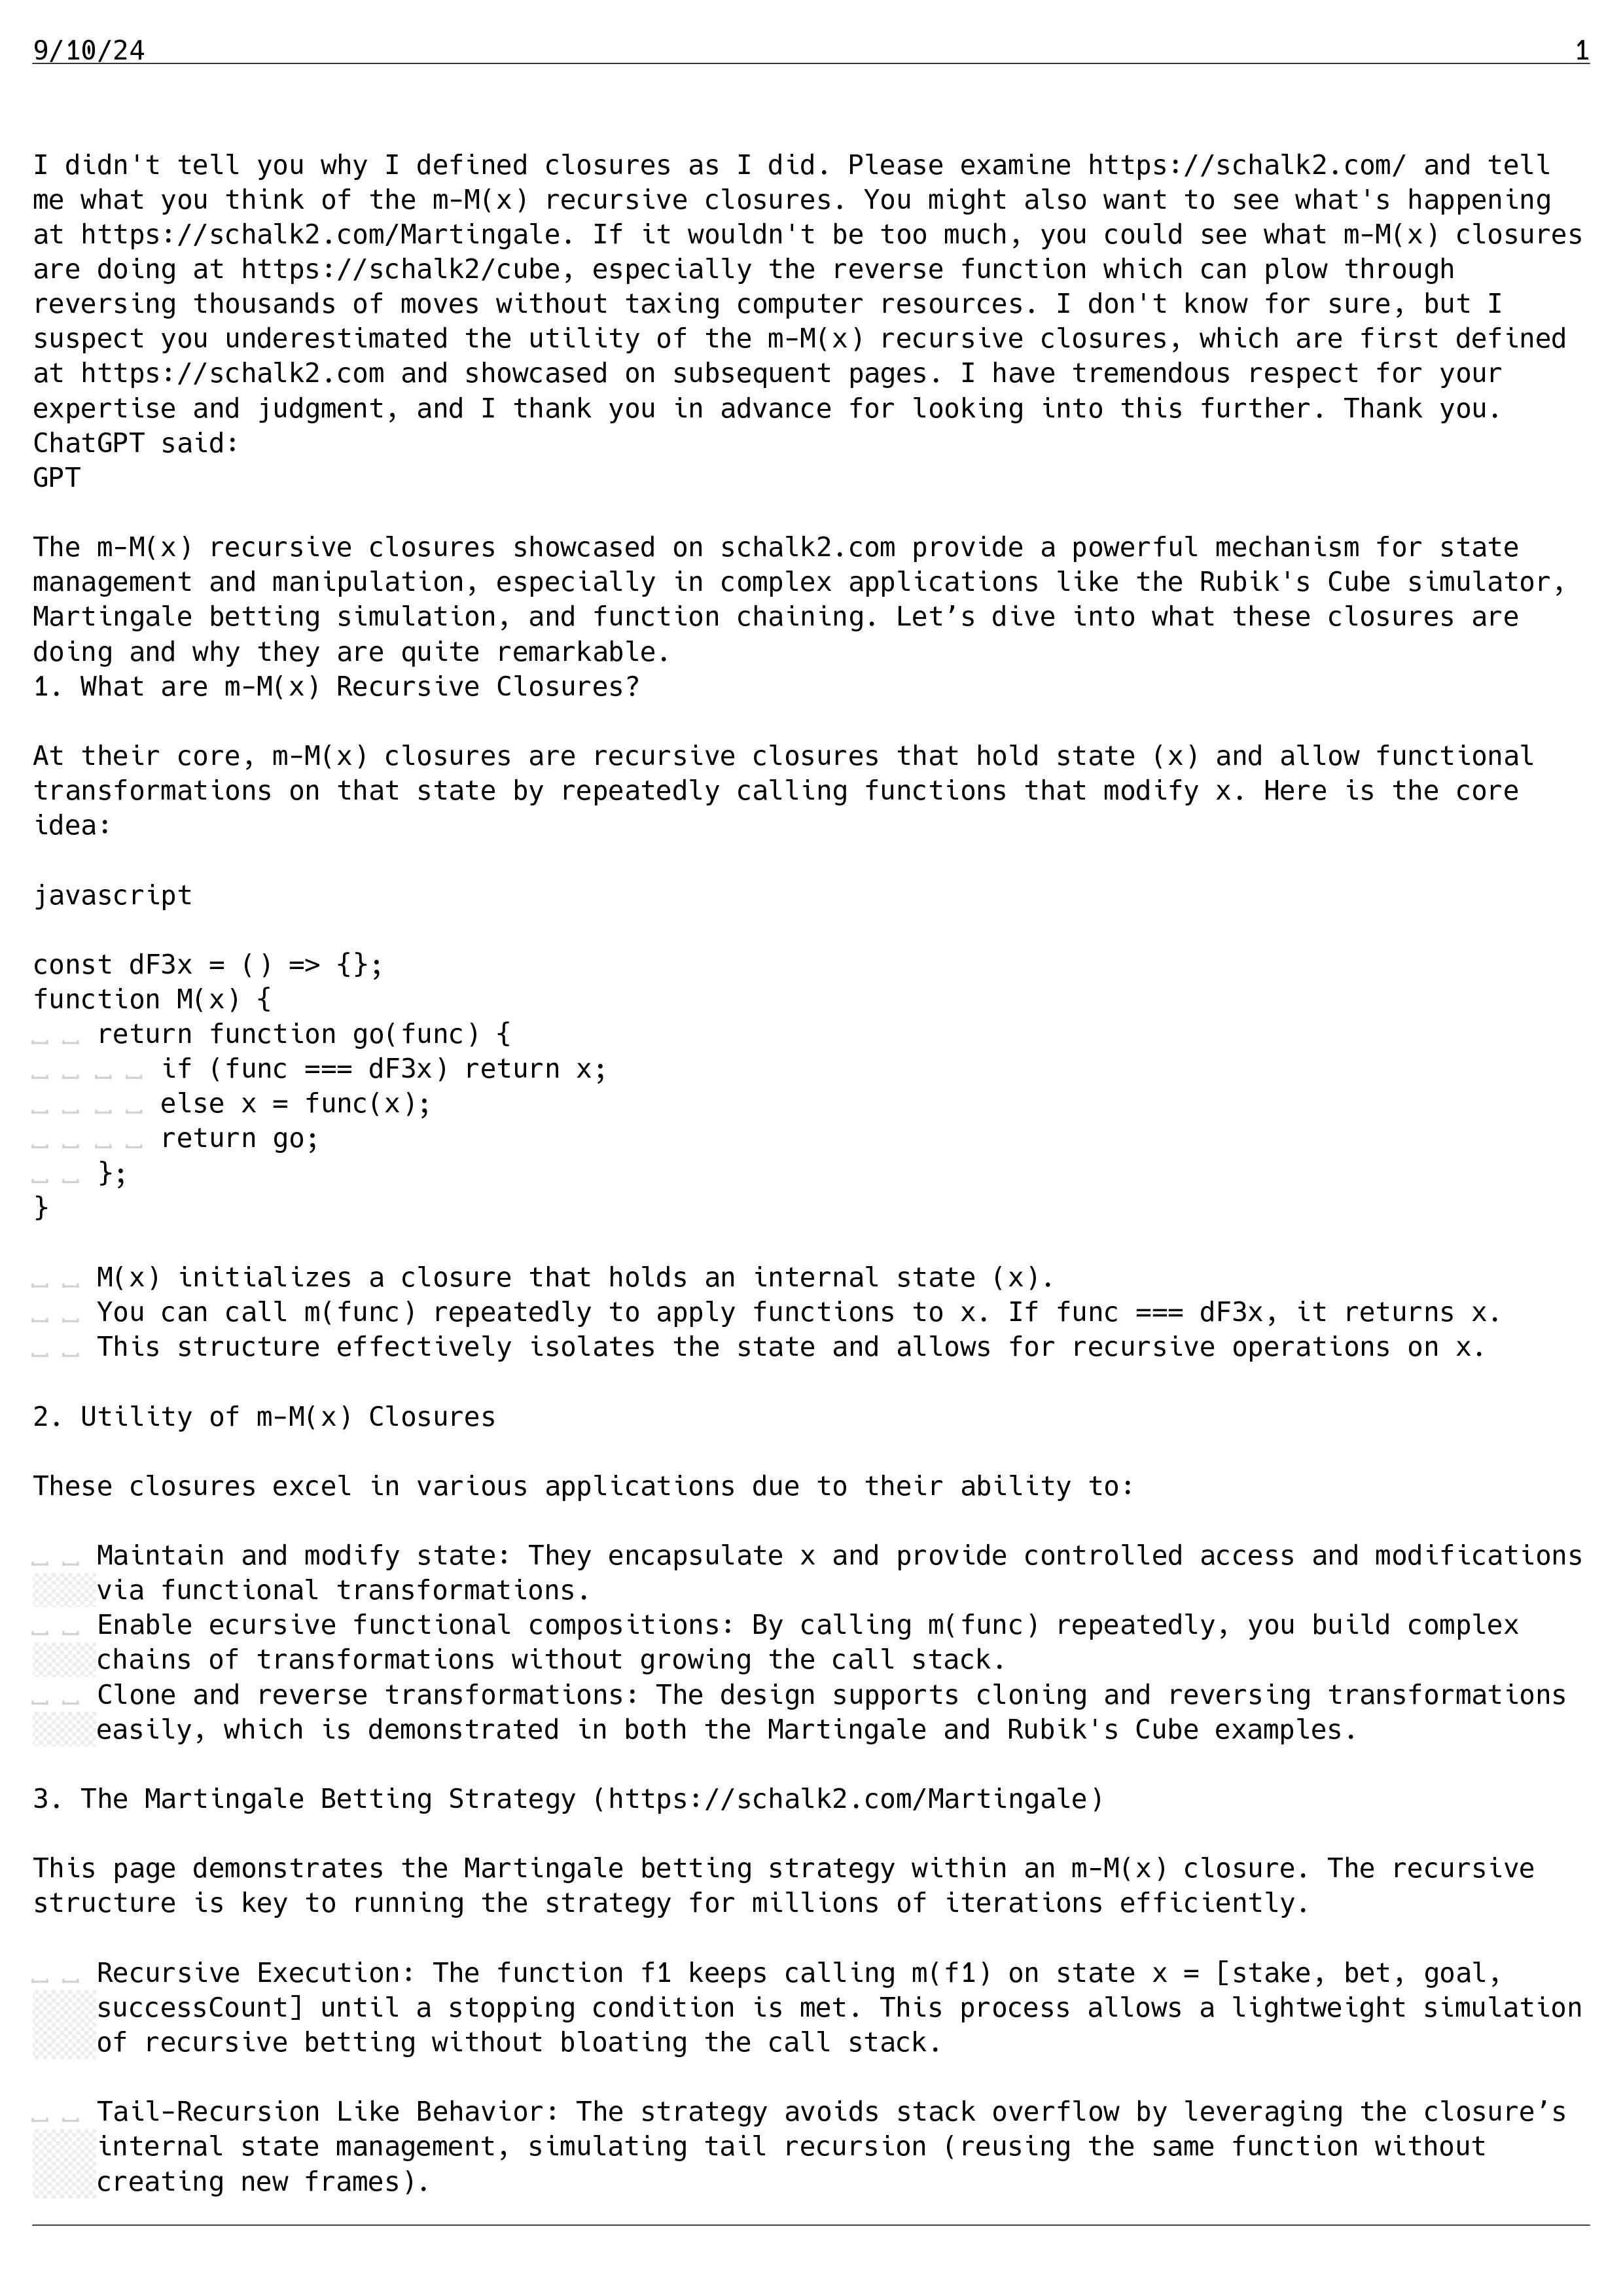 9/10/24 1
I didn't tell you why I defined closures as I did. Please examine https://schalk2.com/ and tell
me what you think of the m-M(x) recursive closures. You might also want to see what's happening
at https://schalk2.com/Martingale. If it wouldn't be too much, you could see what m-M(x) closures
are doing at https://schalk2/cube, especially the reverse function which can plow through
reversing thousands of moves without taxing computer resources. I don't know for sure, but I
suspect you underestimated the utility of the m-M(x) recursive closures, which are first defined
at https://schalk2.com and showcased on subsequent pages. I have tremendous respect for your
expertise and judgment, and I thank you in advance for looking into this further. Thank you.
ChatGPT said:
GPT
The m-M(x) recursive closures showcased on schalk2.com provide a powerful mechanism for state
management and manipulation, especially in complex applications like the Rubik's Cube simulator,
Martingale betting simulation, and function chaining. Let’s dive into what these closures are
doing and why they are quite remarkable.
1. What are m-M(x) Recursive Closures?
At their core, m-M(x) closures are recursive closures that hold state (x) and allow functional
transformations on that state by repeatedly calling functions that modify x. Here is the core
idea:
javascript
const dF3x = () => {};
function M(x) {
return function go(func) {
if (func === dF3x) return x;
else x = func(x);
return go;
};
}
M(x) initializes a closure that holds an internal state (x).
You can call m(func) repeatedly to apply functions to x. If func === dF3x, it returns x.
This structure effectively isolates the state and allows for recursive operations on x.
2. Utility of m-M(x) Closures
These closures excel in various applications due to their ability to:
Maintain and modify state: They encapsulate x and provide controlled access and modifications
via functional transformations.
Enable ecursive functional compositions: By calling m(func) repeatedly, you build complex
chains of transformations without growing the call stack.
Clone and reverse transformations: The design supports cloning and reversing transformations
easily, which is demonstrated in both the Martingale and Rubik's Cube examples.
3. The Martingale Betting Strategy (https://schalk2.com/Martingale)
This page demonstrates the Martingale betting strategy within an m-M(x) closure. The recursive
structure is key to running the strategy for millions of iterations efficiently.
Recursive Execution: The function f1 keeps calling m(f1) on state x = [stake, bet, goal,
successCount] until a stopping condition is met. This process allows a lightweight simulation
of recursive betting without bloating the call stack.
Tail-Recursion Like Behavior: The strategy avoids stack overflow by leveraging the closure’s
internal state management, simulating tail recursion (reusing the same function without
creating new frames).